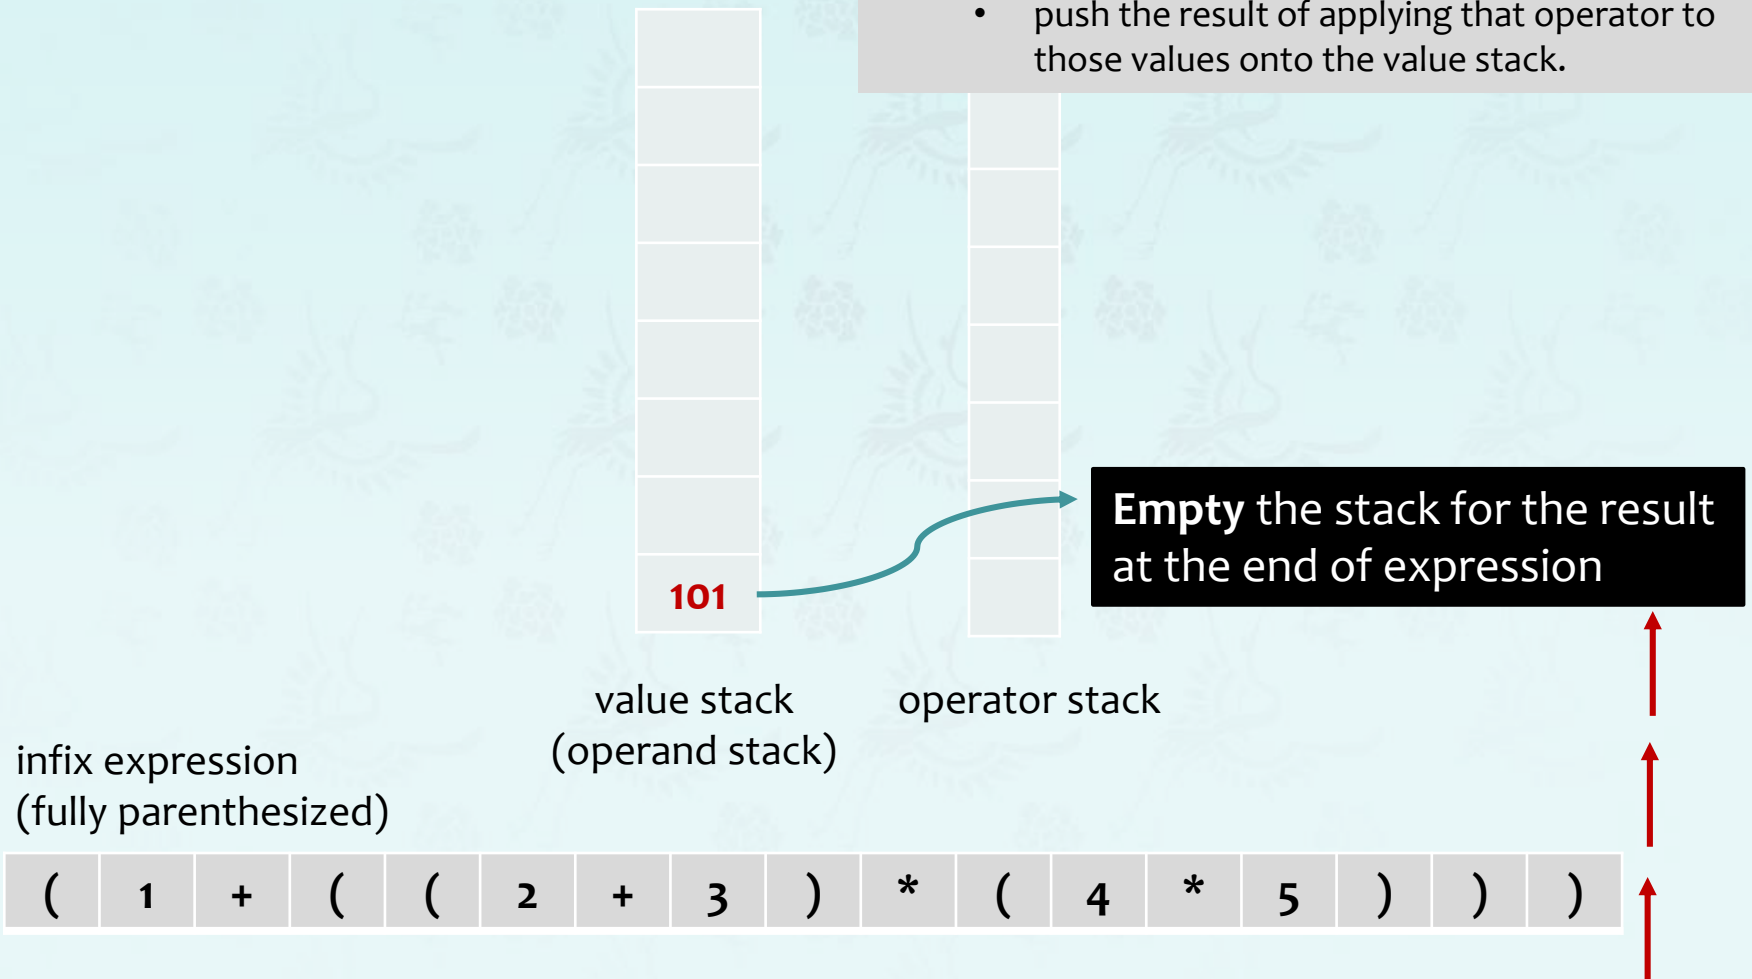 • push the result of applying that operator to
those values onto the value stack.
Empty the stack for the result
at the end of expression
101
value stack
(operand stack)
operator stack
infix expression
(fully parenthesized)
( 1 + ( ( 2 + 3 ) * ( 4 * 5 ) ) )